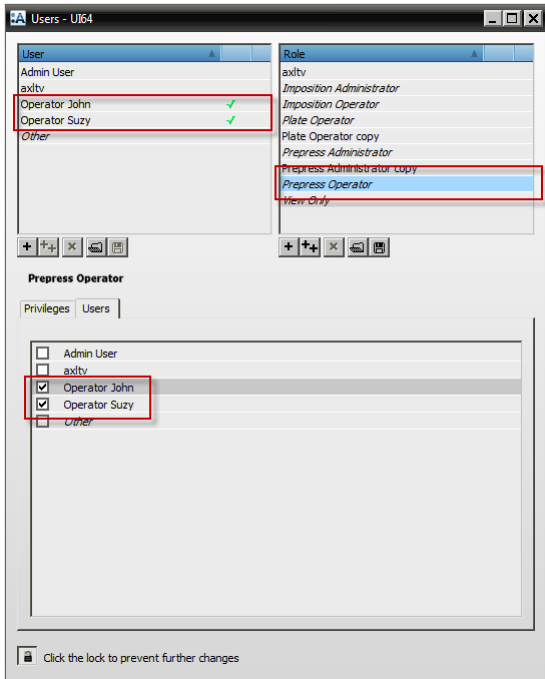 :A Users - UI64
User
Admin User
axltv
Operator John
Operator Suzy
Other
Role
axltv
Imposition Administrator
Imposition Operator
Plate Operator
Plate Operator copy
Prepress Administrator
Prepress Administrator copy
Prepress Operator
View Only
Prepress Operator
Privileges Users
Admin User
axltv
Operator John
Operator Suzy
Other
Click the lock to prevent further changes